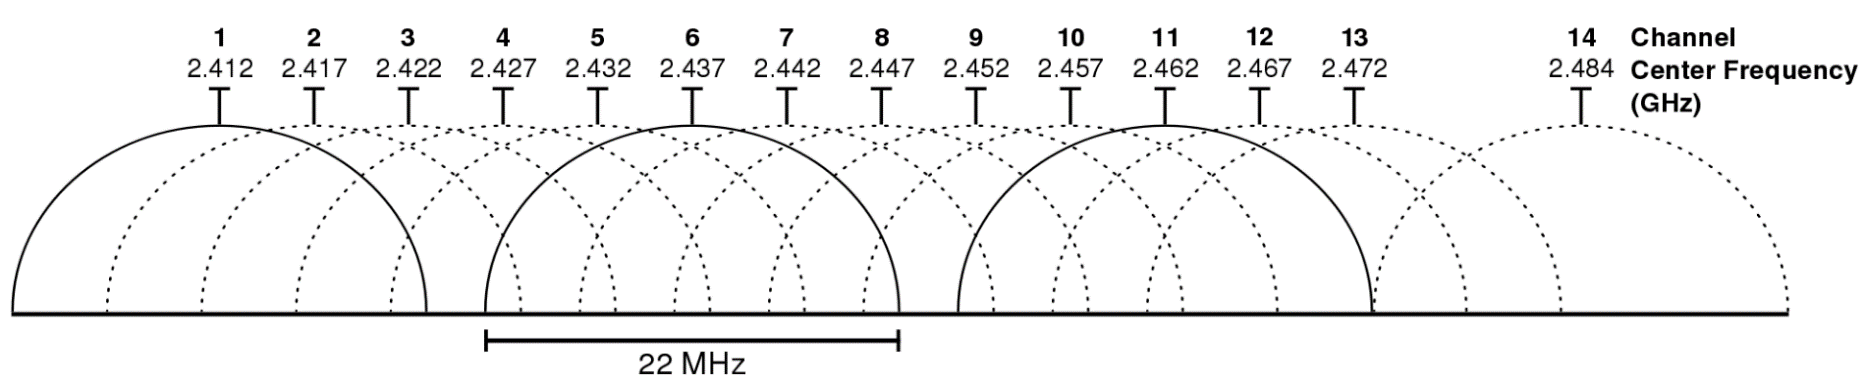 1 2 3 4 5 6 7 8 9 10 11 12 13 14 Channel
2.412 2.417 2.422 2.427 2.432 2.437 2.442 2.447 2.452 2.457 2.462 2.467 2.472 2.484 Center Frequency
(GHz)
22 MHz